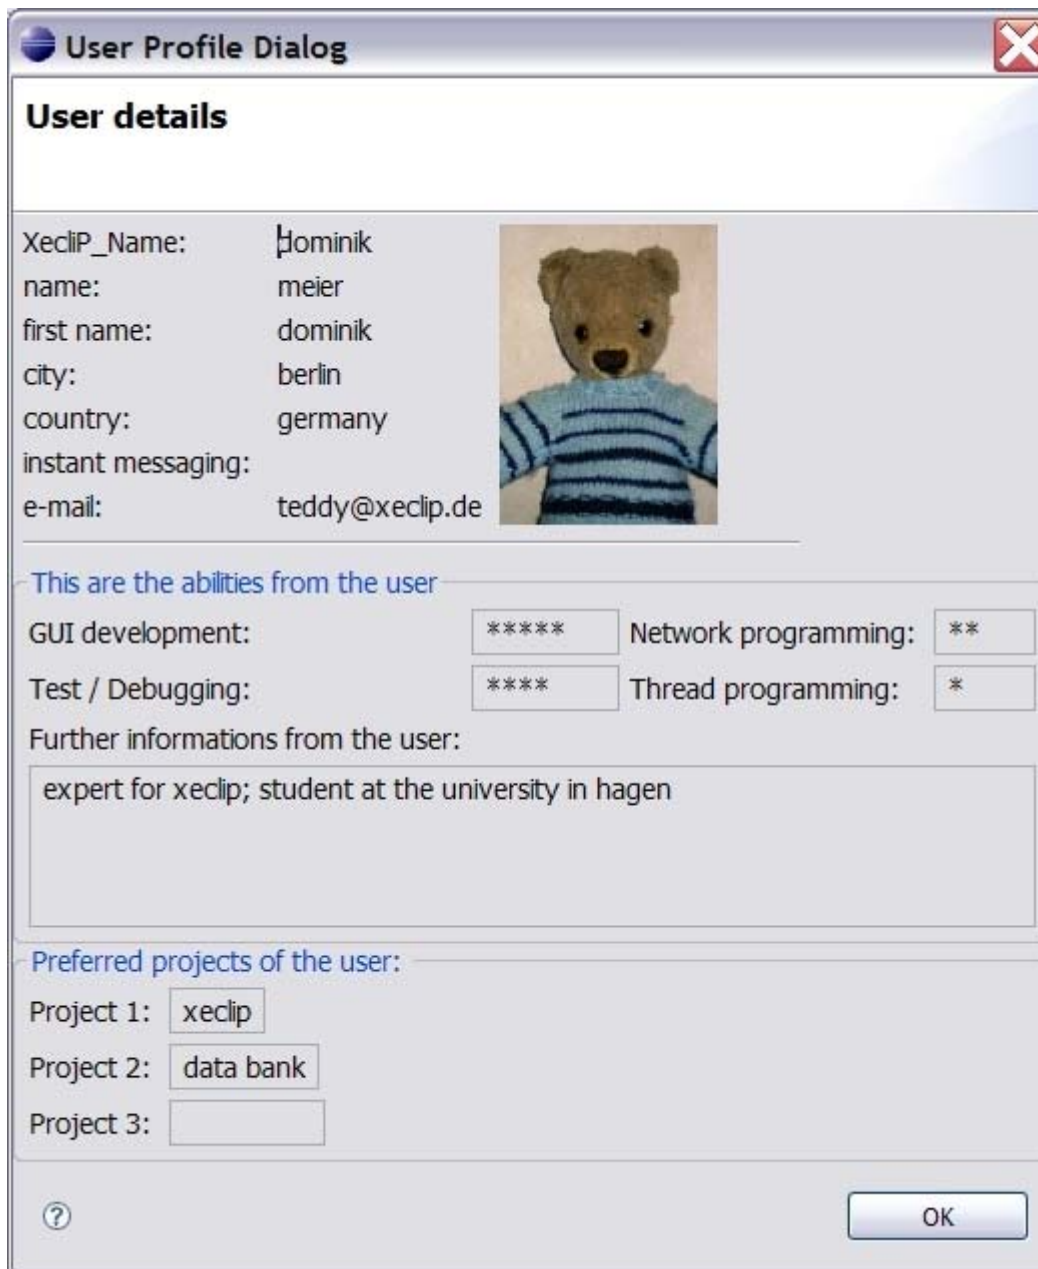 User Profile Dialog
User details
XecliP_Name: dominik
name: meier
first name: dominik
city: berlin
country: germany
instant messaging:
e-mail: teddy@xeclip.de
This are the abilities from the user
GUI development: ***** Network programming: **
Test / Debugging: **** Thread programming: *
Further informations from the user:
expert for xeclip; student at the university in hagen
Preferred projects of the user:
Project 1: xeclip
Project 2: data bank
Project 3:
?
OK